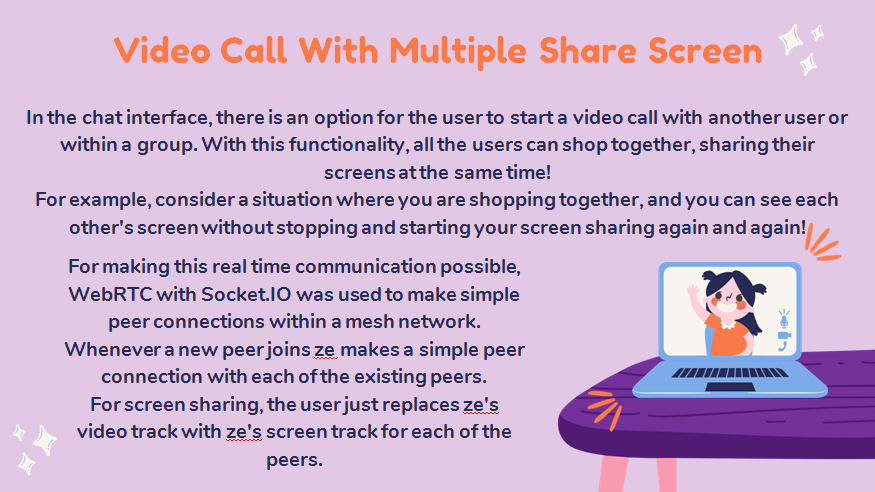 Video Call With Multiple Share Screen
In the chat interface, there is an option for the user to start a video call with another user or
within a group. With this functionality, all the users can shop together, sharing their
screens at the same time!
For example, consider a situation where you are shopping together, and you can see each
other's screen without stopping and starting your screen sharing again and again!
For making this real time communication possible,
WebRTC with Socket.IO was used to make simple
peer connections within a mesh network.
Whenever a new peer joins ze makes a simple peer
connection with each of the existing peers.
For screen sharing, the user just replaces ze's
video track with ze's screen track for each of the
peers.